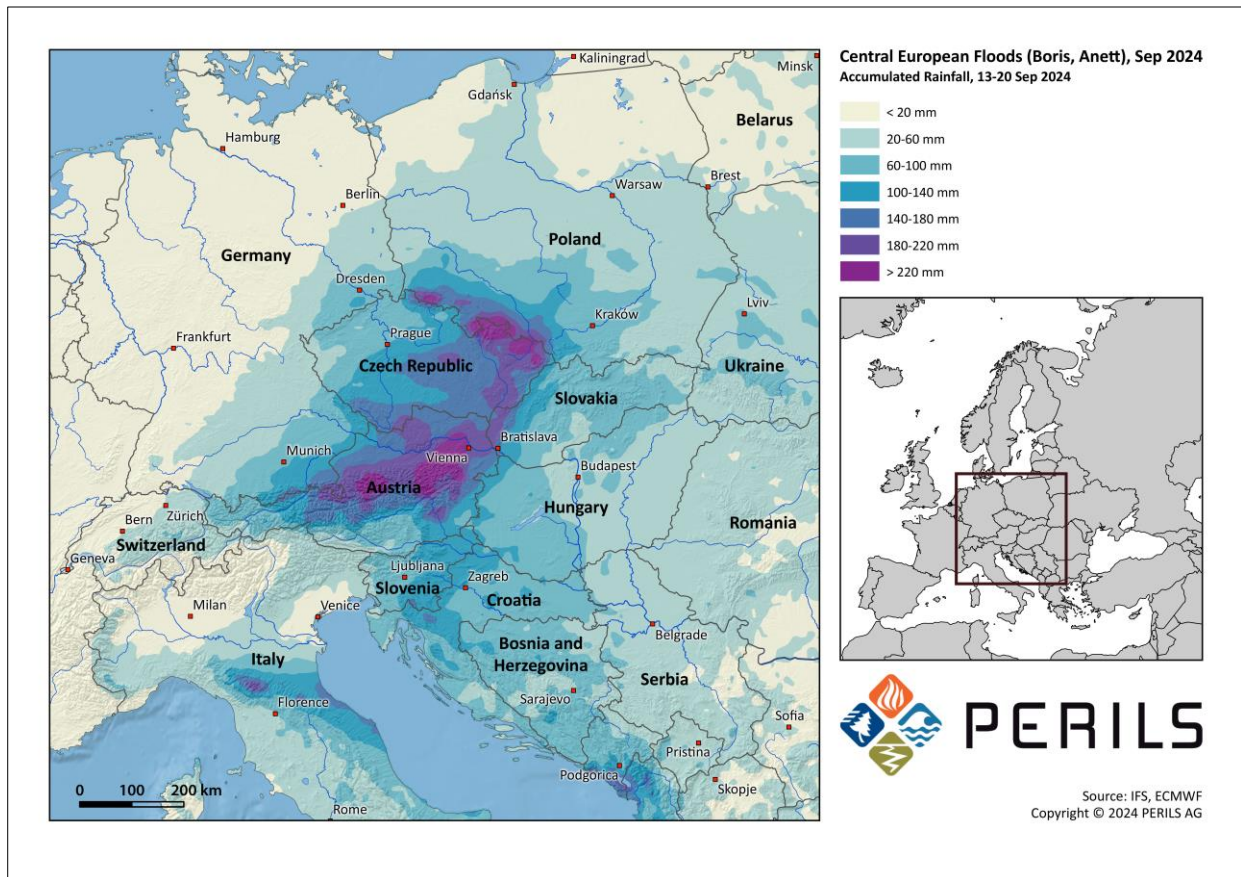 Central European Floods (Boris, Anett), Sep 2024
Accumulated Rainfall, 13-20 Sep 2024
< 20 mm
20-60 mm
60-100 mm
100-140 mm
140-180 mm
180-220 mm
> 220 mm
Kaliningrad
Minsk
Gdańsk
Belarus
Hamburg
Berlin
Warsaw
Brest
Germany
Poland
Dresden
Lviv
Kraków
Prague
Frankfurt
Czech Republic
Ukraine
Slovakia
Bratislava
Vienna
Munich
Budapest
Austria
Hungary
Zürich
Romania
Bern
Switzerland
Geneva
Ljubljana
Zagreb
Slovenia
Croatia
Milan
Venice
Belgrade
Bosnia and
Herzegovina
Italy
Serbia
Sarajevo
Florence
Sofia
Pristina
Podgorica
Skopje
0 100 200 km
Rome
PERILS
Source: IFS, ECMWF
Copyright © 2024 PERILS AG